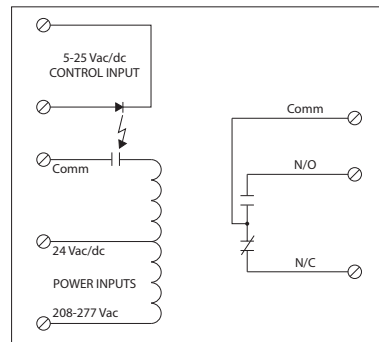 5-25 Vac/dc
CONTROL INPUT
Comm
24 Vac/dc
POWER INPUTS
208-277 Vac
Comm
N/O
N/C